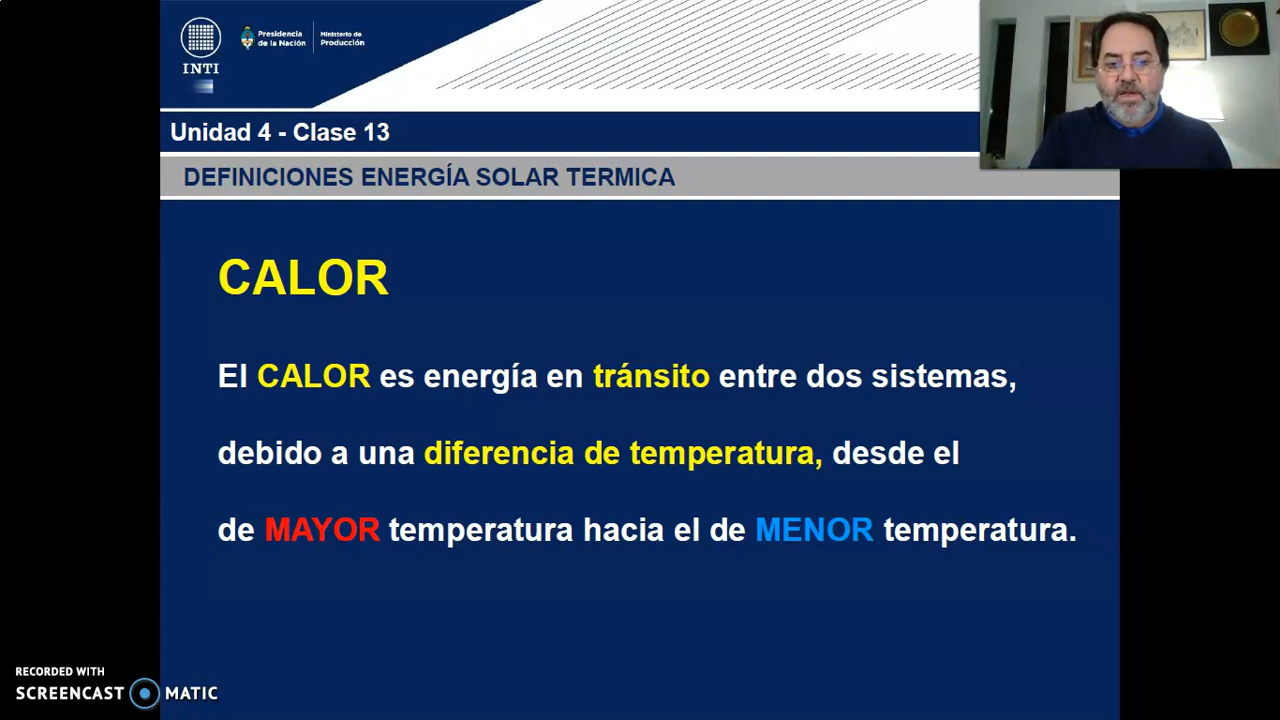 INTI
Presidencia
de la Nación
Ministerio de
Producción
Unidad 4 - Clase 13
DEFINICIONES ENERGÍA SOLAR TERMICA
CALOR
El CALOR es energía en tránsito entre dos sistemas,
debido a una diferencia de temperatura, desde el
de MAYOR temperatura hacia el de MENOR temperatura.
RECORDED WITH
SCREENCAST MATIC